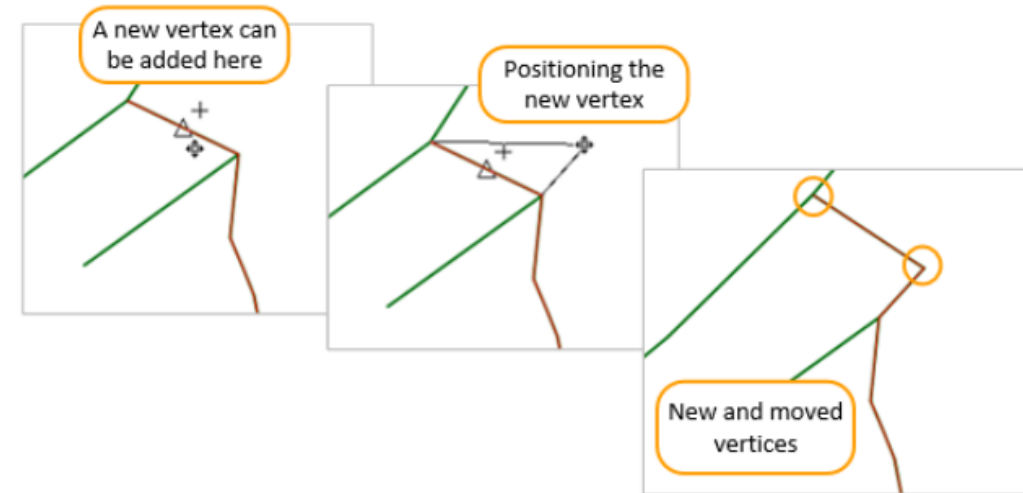 A new vertex can
be added here
Positioning the
new vertex
New and moved
vertices